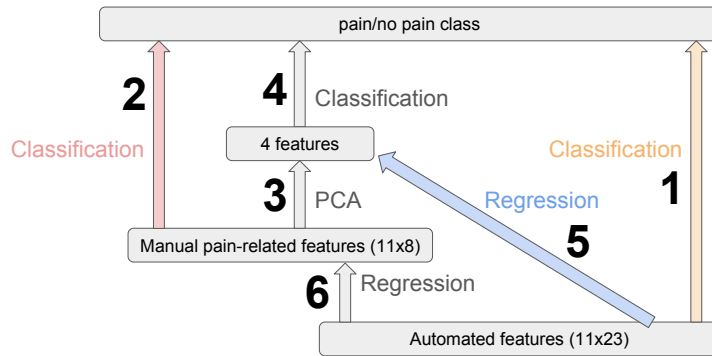 pain/no pain class
2
4
Classification
4 features
Classification
Classification
1
3
PCA
Regression
5
Manual pain-related features (11x8)
6
Regression
Automated features (11x23)